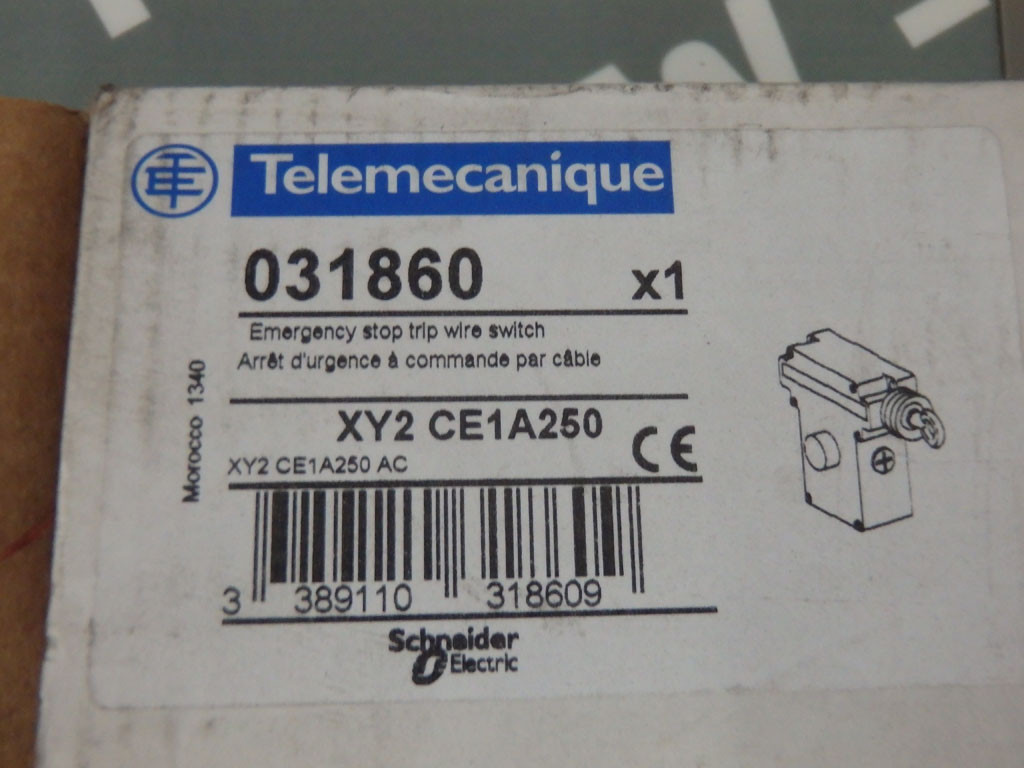 Telemecanique
031860 x1
Emergency stop trip wire switch
Arrêt d'urgence à commande par câble
Morocco 1340
XY2 CE1A250
XY2 CE1A250 AC
CE
3 389110 318609
Schneider
Electric